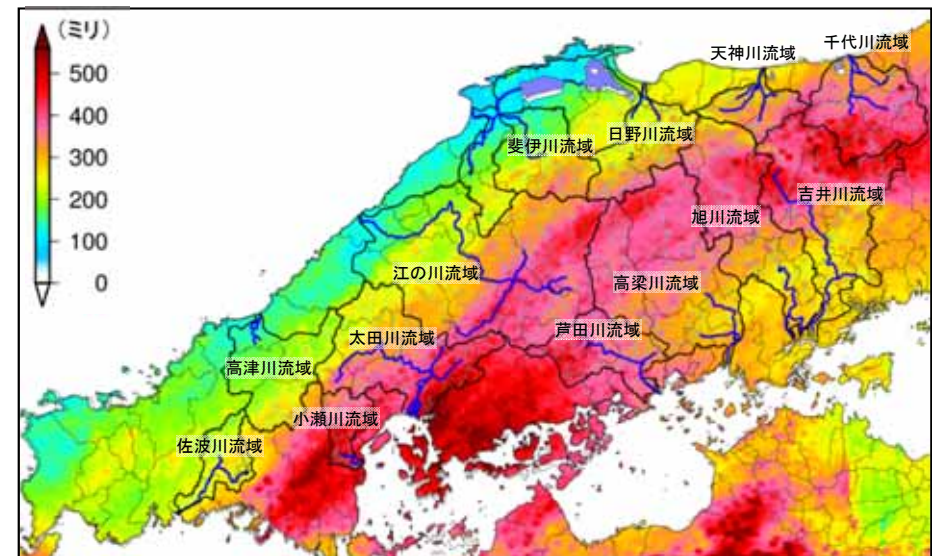 (ミリ)
500
400
300
200
100
0
千代川流域
天神川流域
日野川流域
斐伊川流域
吉井川流域
旭川流域
江の川流域
高梁川流域
太田川流域
芦田川流域
高津川流域
小瀬川流域
佐波川流域